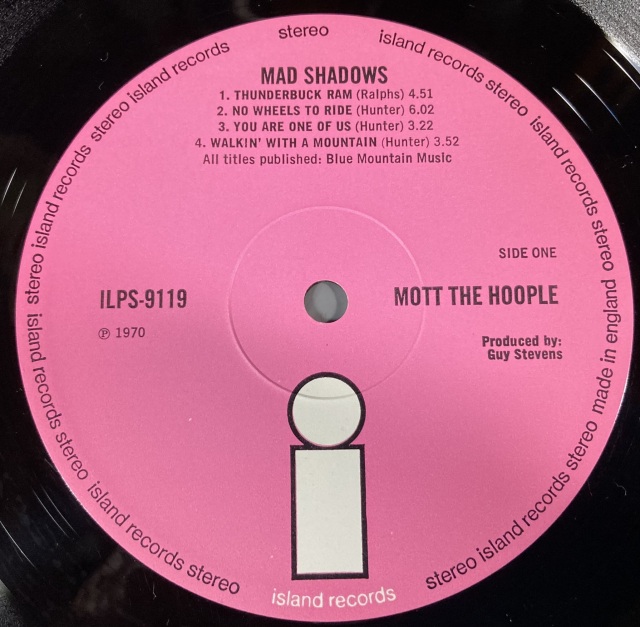 stereo island records stereo island records stereo island records stereo island records stereo made in england stereo island records
island records stereo island records stereo
MAD SHADOWS
1. THUNDERBUCK RAM (Ralphs) 4.51
2. NO WHEELS TO RIDE (Hunter) 6.02
3. YOU ARE ONE OF US (Hunter) 3.22
4. WALKIN' WITH A MOUNTAIN (Hunter) 3.52
All titles published: Blue Mountain Music
SIDE ONE
ILPS-9119
MOTT THE HOOPLE
℗ 1970
Produced by:
Guy Stevens
i
island records